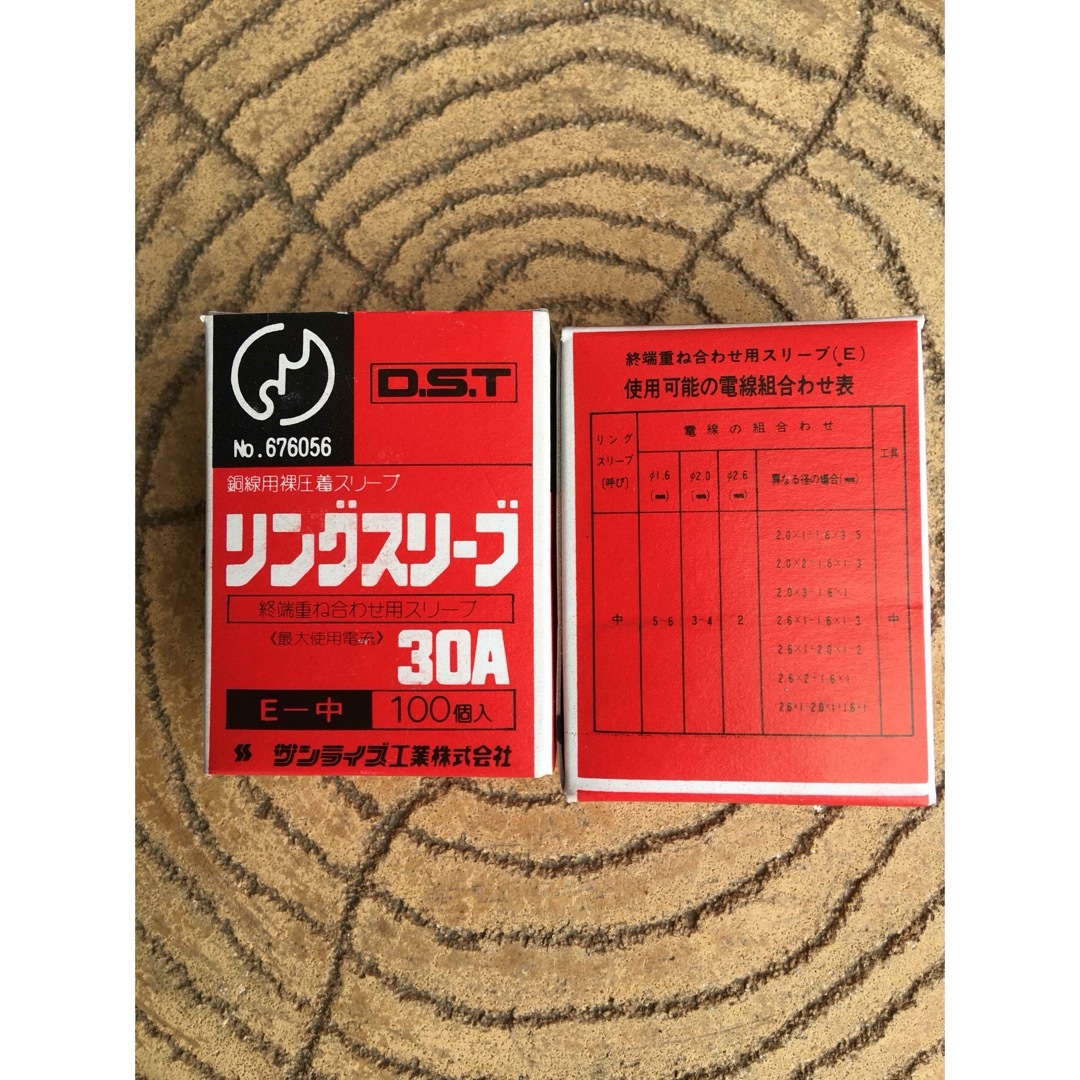 D.S.T
No.676056
銅線用裸圧着スリーブ
リングスリーブ
終端重ね合わせ用スリーブ
《最大使用電流》
30A
E－中
100個入
サンライズ工業株式会社
終端重ね合わせ用スリーブ(E)
使用可能の電線組合わせ表
リング
スリーブ
(呼び)
電線の組合わせ
工具
φ1.6
(㎜)
φ2.0
(㎜)
φ2.6
(㎜)
異なる径の場合(㎜)
中
5~6
3~4
2
中
2.0×1+1.6×3~5
2.0×2+1.6×1~3
2.0×3+1.6×1
2.6×1+1.6×1~3
2.6×1+2.0×1~2
2.6×2+1.6×1
2.6×1+2.0×1+1.6×1